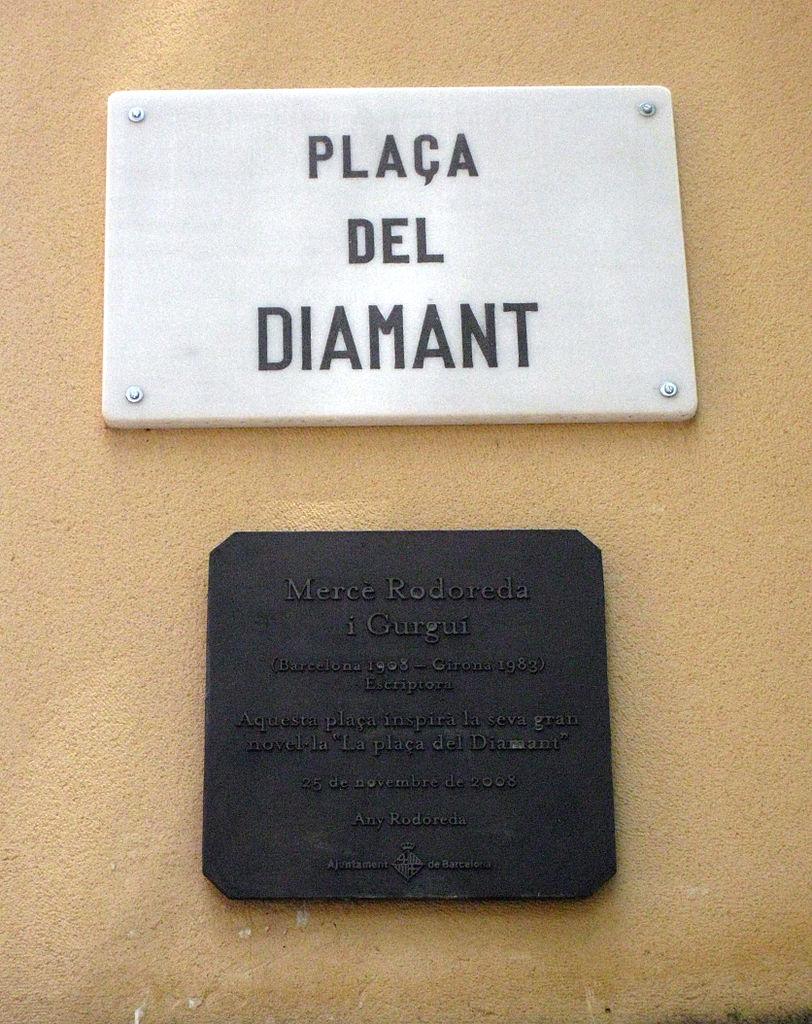 PLAÇA
DEL
DIAMANT
Mercè Rodoreda
i Gurguí
(Barcelona 1908 – Girona 1983)
Escriptora
Aquesta plaça inspirà la seva gran
novel·la "La plaça del Diamant"
25 de novembre de 2008
Any Rodoreda
Ajuntament de Barcelona